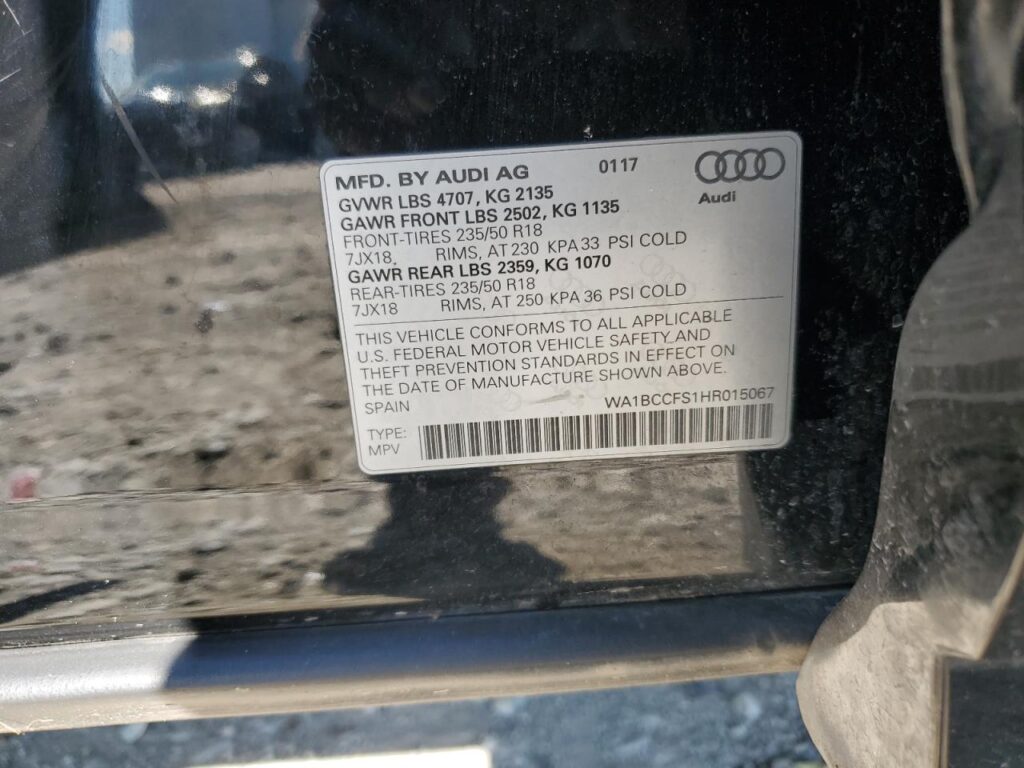 MFD. BY AUDI AG 0117
Audi
GVWR LBS 4707, KG 2135
GAWR FRONT LBS 2502, KG 1135
FRONT-TIRES 235/50 R18
7JX18, RIMS, AT 230 KPA 33 PSI COLD
GAWR REAR LBS 2359, KG 1070
REAR-TIRES 235/50 R18
7JX18 RIMS, AT 250 KPA 36 PSI COLD
THIS VEHICLE CONFORMS TO ALL APPLICABLE
U.S. FEDERAL MOTOR VEHICLE SAFETY AND
THEFT PREVENTION STANDARDS IN EFFECT ON
THE DATE OF MANUFACTURE SHOWN ABOVE.
SPAIN WA1BCCFS1HR015067
TYPE:
MPV